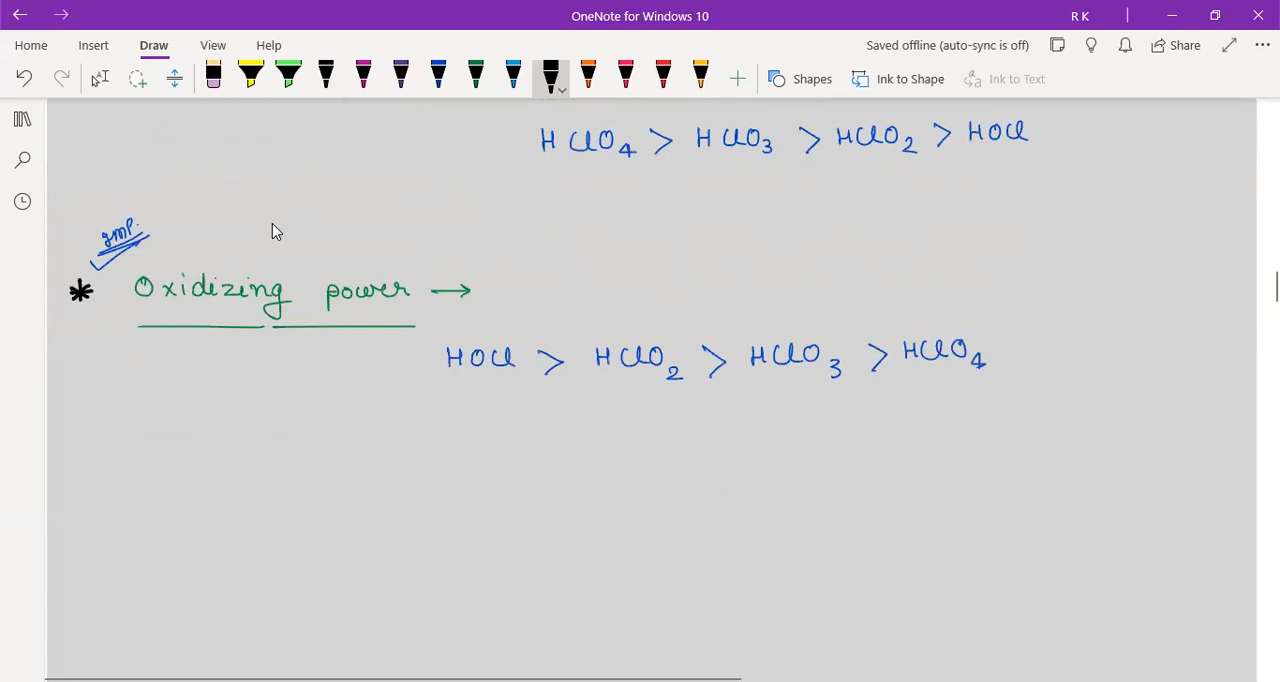 OneNote for Windows 10
R K
Home Insert Draw View Help
Saved offline (auto-sync is off) Share
Shapes Ink to Shape Ink to Text
HClO4 > HClO3 > HClO2 > HOCl
Imp.
* Oxidizing power →
HOCl > HClO2 > HClO3 > HClO4